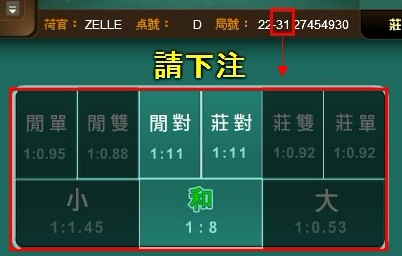 荷官： ZELLE 桌號： D 局號： 22-31 27454930 莊
請下注
閒單 閒雙 閒對 莊對 莊雙 莊單
1:0.95 1:0.88 1:11 1:11 1:0.92 1:0.92
小 和 大
1:1.45 1:8 1:0.53